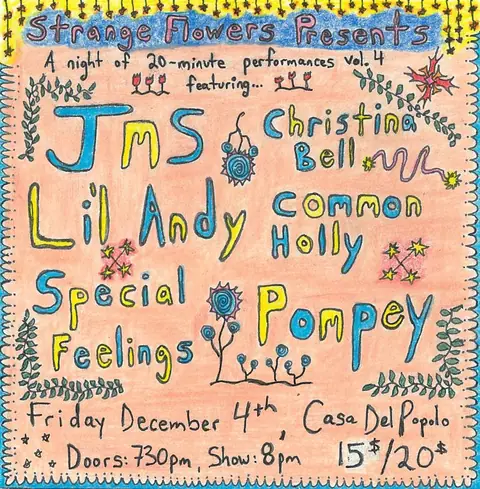 Strange Flowers Presents
A night of 20-minute performances vol. 4
featuring...
JMS
Christina Bell
Li'l Andy
Common Holly
Special Feelings
Pompey
Friday December 4th, Casa Del Popolo
Doors: 730pm, Show: 8pm 15$/20$